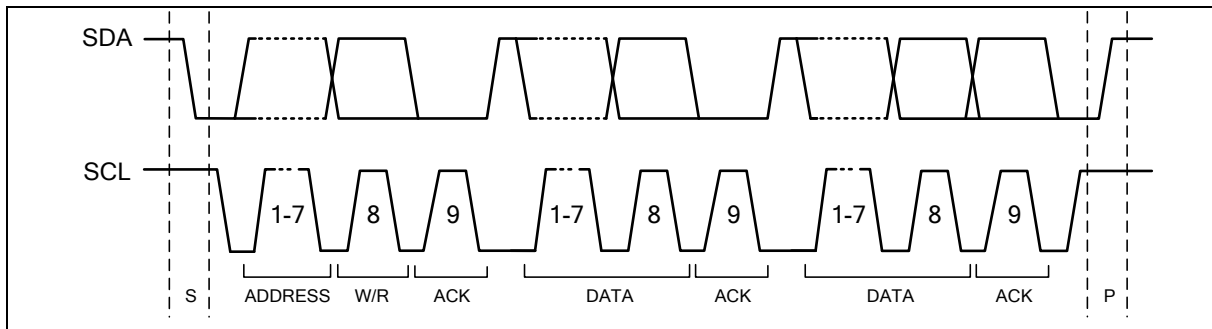 SDA
SCL
1-7 8 9 1-7 8 9 1-7 8 9
S ADDRESS W/R ACK DATA ACK DATA ACK P